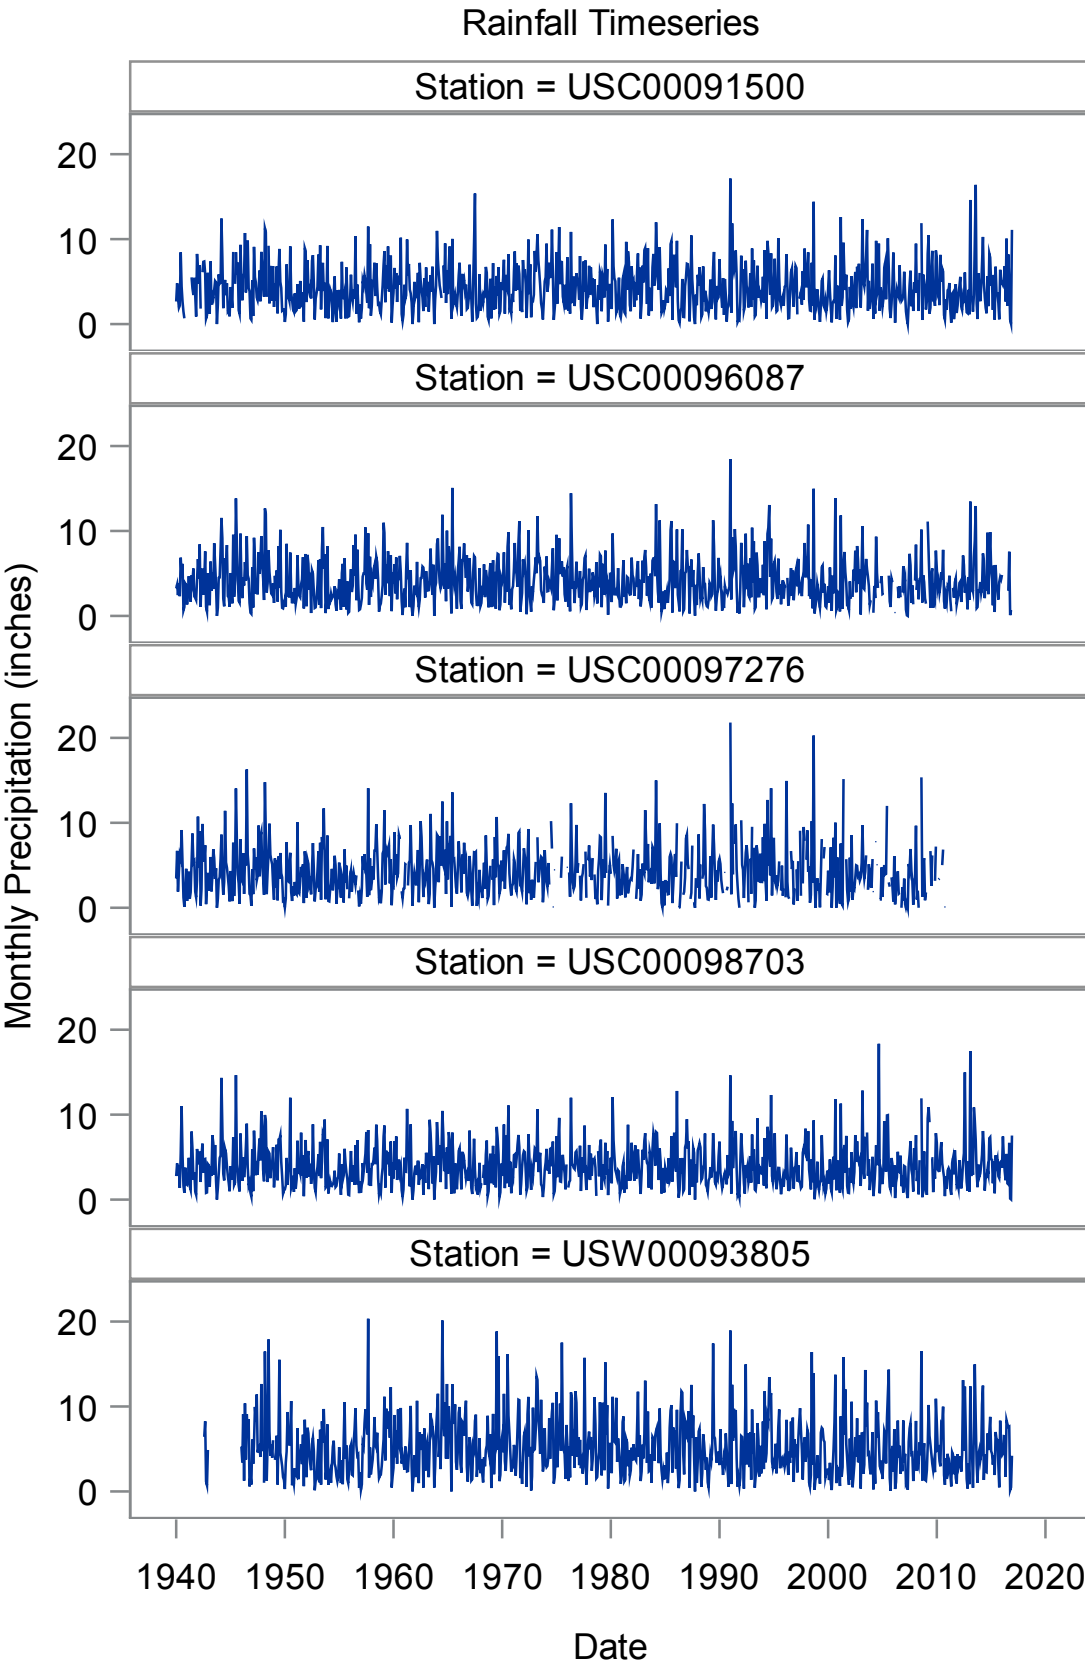 Rainfall Timeseries
Station = USC00091500
20
10
0
Station = USC00096087
20
10
0
Station = USC00097276
20
10
0
Station = USC00098703
20
10
0
Station = USW00093805
20
10
0
Monthly Precipitation (inches)
1940 1950 1960 1970 1980 1990 2000 2010 2020
Date